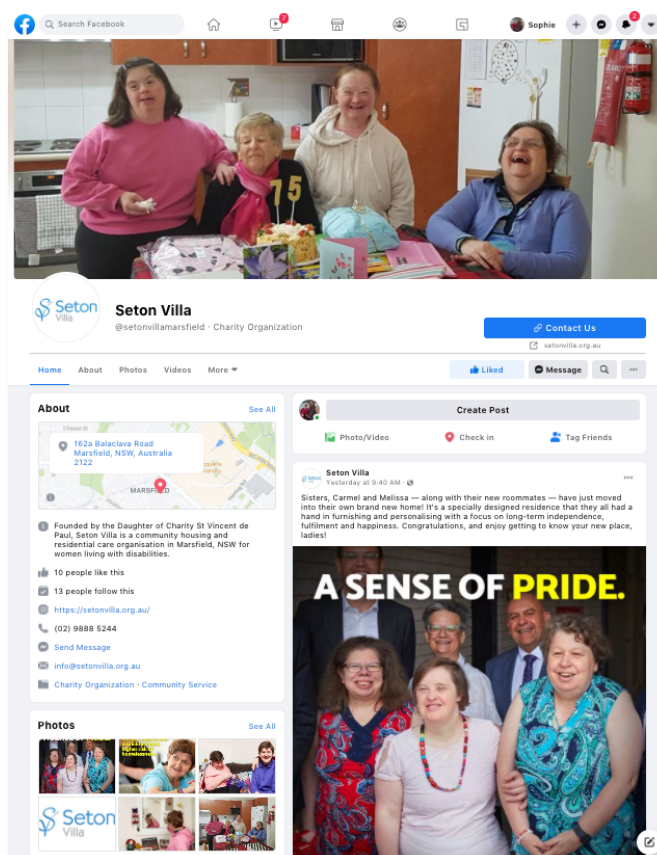 Search Facebook
7
Sophie
2
75
Seton
Villa
Seton Villa
@setonvillamarsfield · Charity Organization
Contact Us
setonvilla.org.au
Home
About
Photos
Videos
More
Liked
Message
About
See All
162a Balaclava Road
Marsfield, NSW, Australia
2122
MARSFIELD
Founded by the Daughter of Charity St Vincent de
Paul, Seton Villa is a community housing and
residential care organisation in Marsfield, NSW for
women living with disabilities.
10 people like this
13 people follow this
https://setonvilla.org.au/
(02) 9888 5244
Send Message
info@setonvilla.org.au
Charity Organization · Community Service
Photos
See All
Seton
Villa
Create Post
Photo/Video
Check in
Tag Friends
Seton Villa
Yesterday at 9:40 AM ·
Sisters, Carmel and Melissa — along with their new roommates — have just moved
into their own brand new home! It's a specially designed residence that they all had a
hand in furnishing and personalising with a focus on long-term independence,
fulfilment and happiness. Congratulations, and enjoy getting to know your new place,
ladies!
A SENSE OF PRIDE.